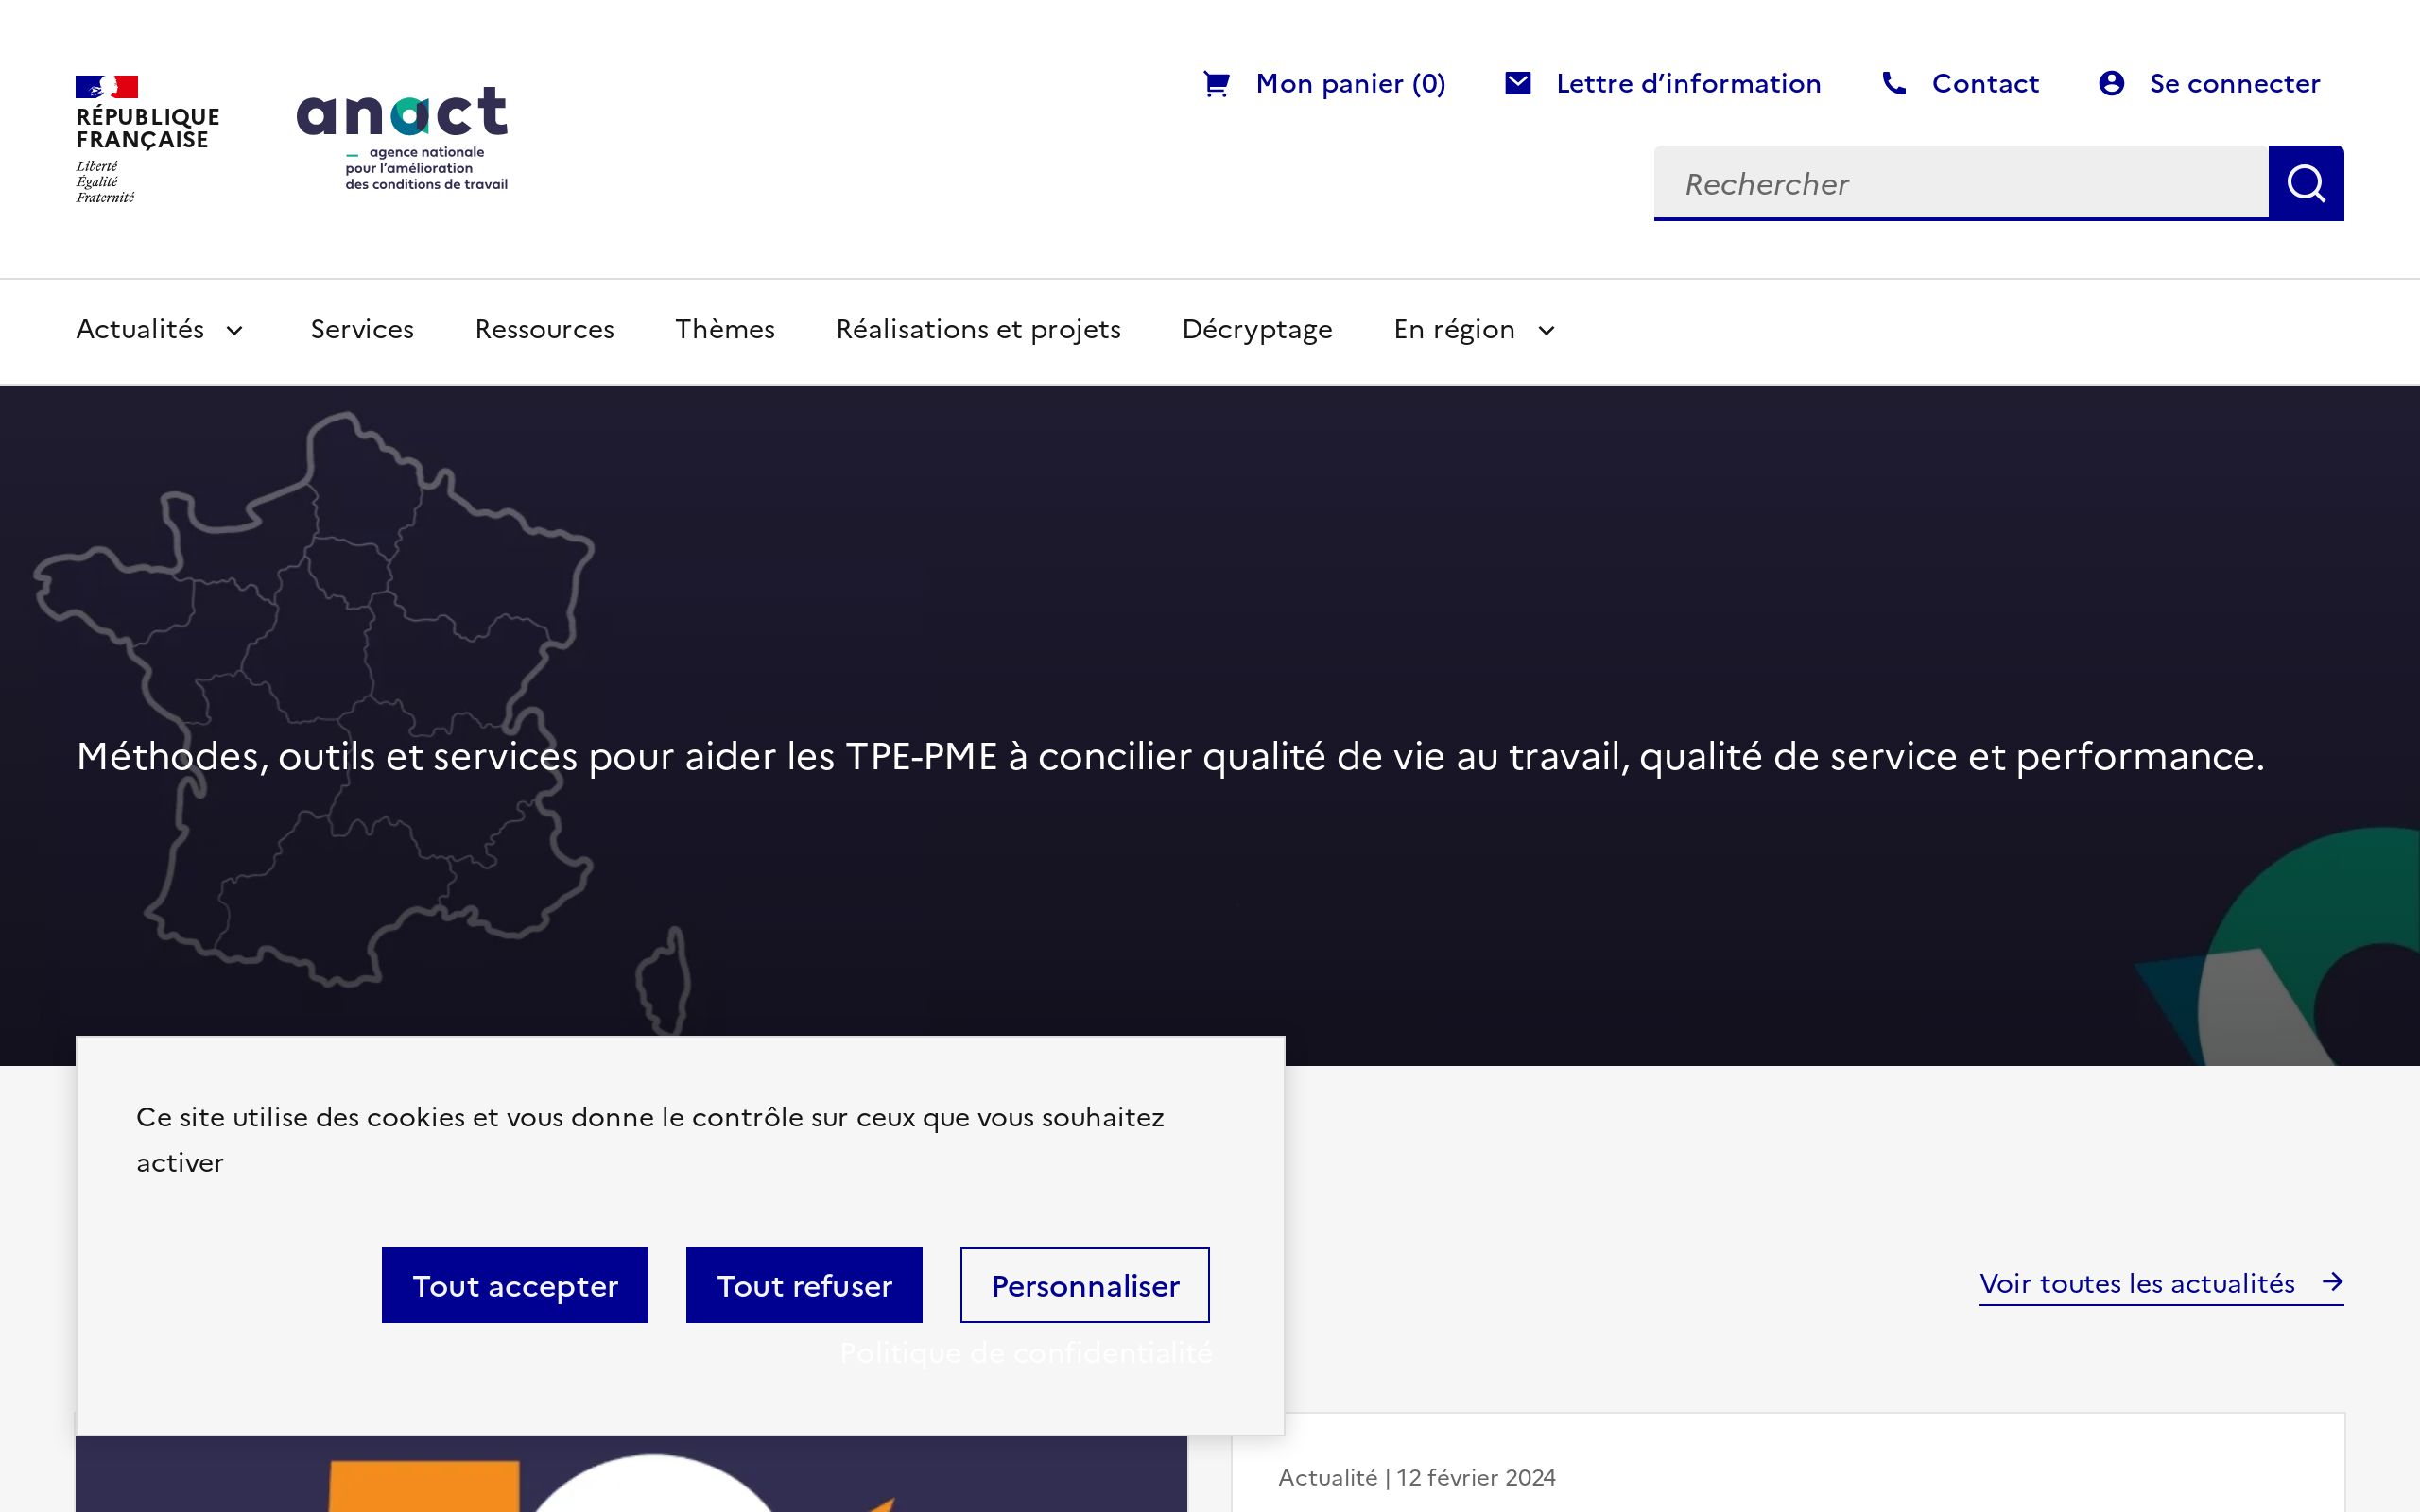 Mon panier (0)
Lettre d’information
Contact
Se connecter
RÉPUBLIQUE
FRANÇAISE
Liberté
Égalité
Fraternité
anact
agence nationale
pour l’amélioration
des conditions de travail
Rechercher
Actualités
Services
Ressources
Thèmes
Réalisations et projets
Décryptage
En région
Méthodes, outils et services pour aider les TPE-PME à concilier qualité de vie au travail, qualité de service et performance.
Ce site utilise des cookies et vous donne le contrôle sur ceux que vous souhaitez
activer
Tout accepter
Tout refuser
Personnaliser
Politique de confidentialité
Voir toutes les actualités
Actualité | 12 février 2024